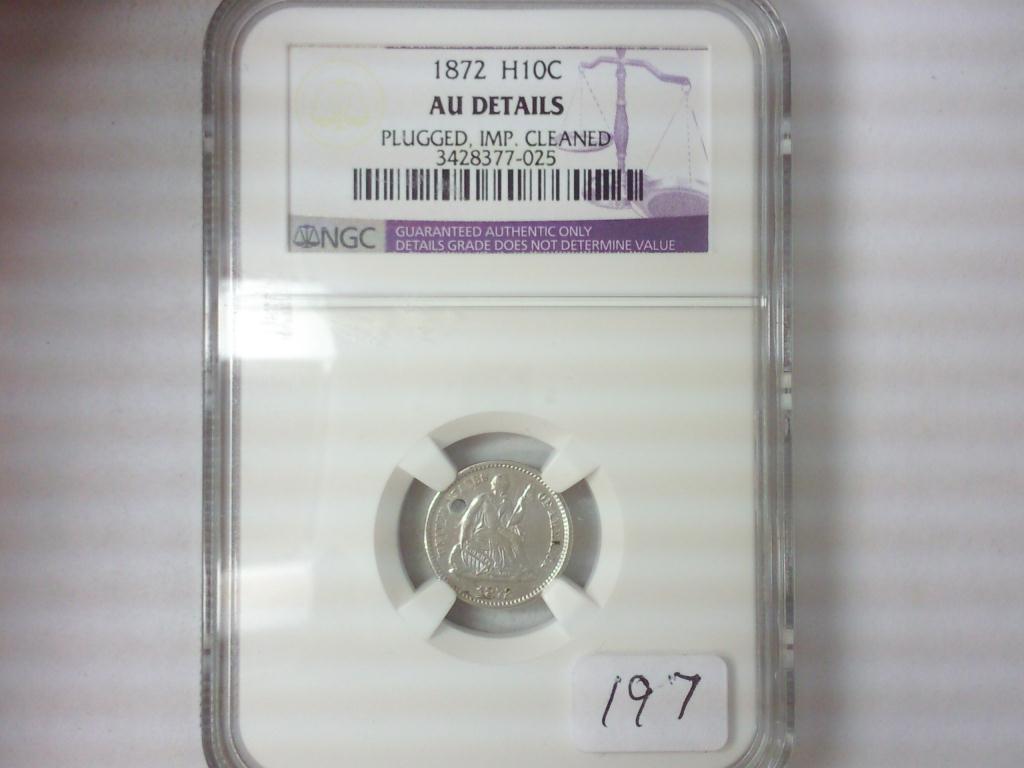 1872 H10C
AU DETAILS
PLUGGED, IMP. CLEANED
3428377-025
NGC
GUARANTEED AUTHENTIC ONLY
DETAILS GRADE DOES NOT DETERMINE VALUE
197